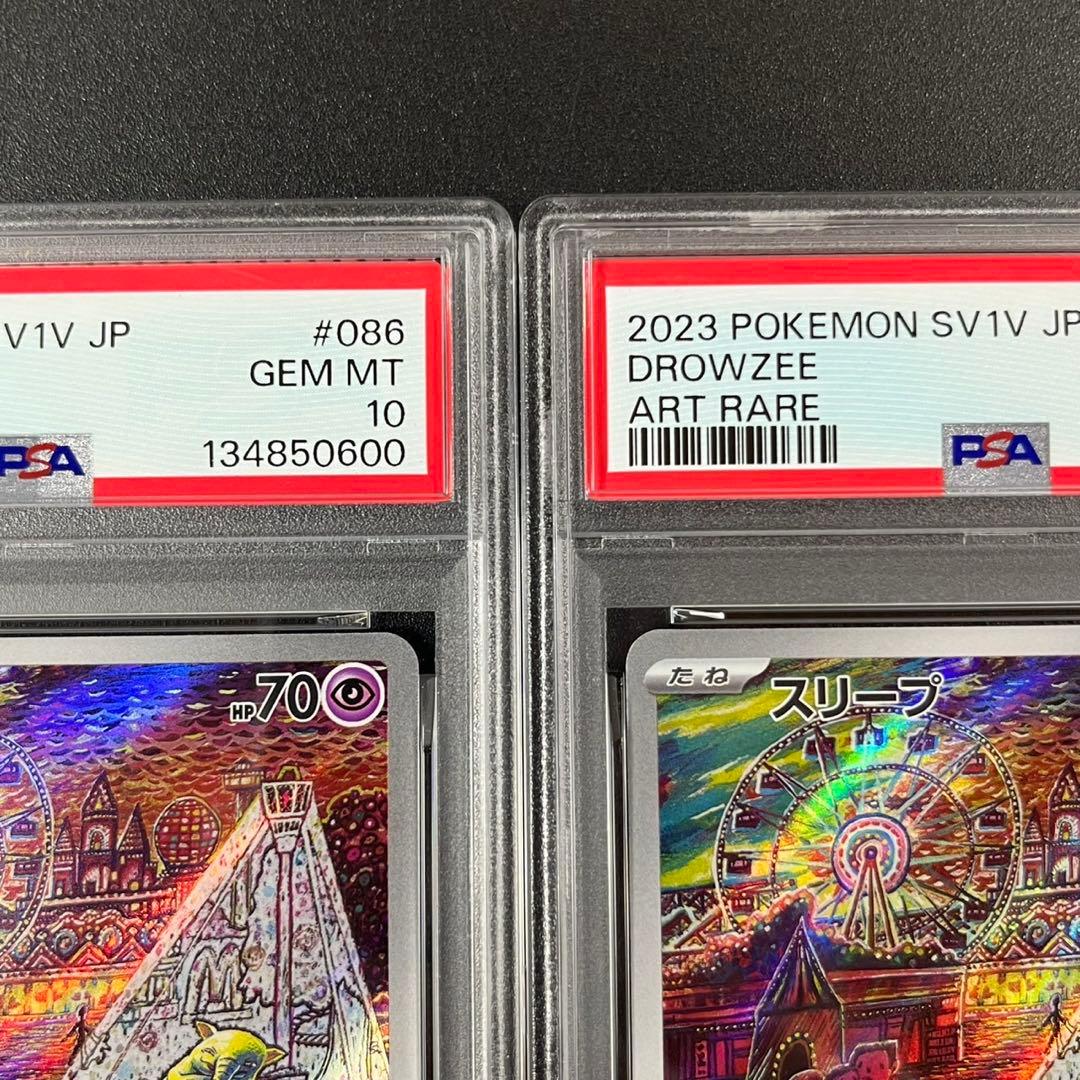 V1V JP
#086
GEM MT
10
134850600
PSA
HP70
2023 POKEMON SV1V JP
DROWZEE
ART RARE
PSA
たね
スリープ